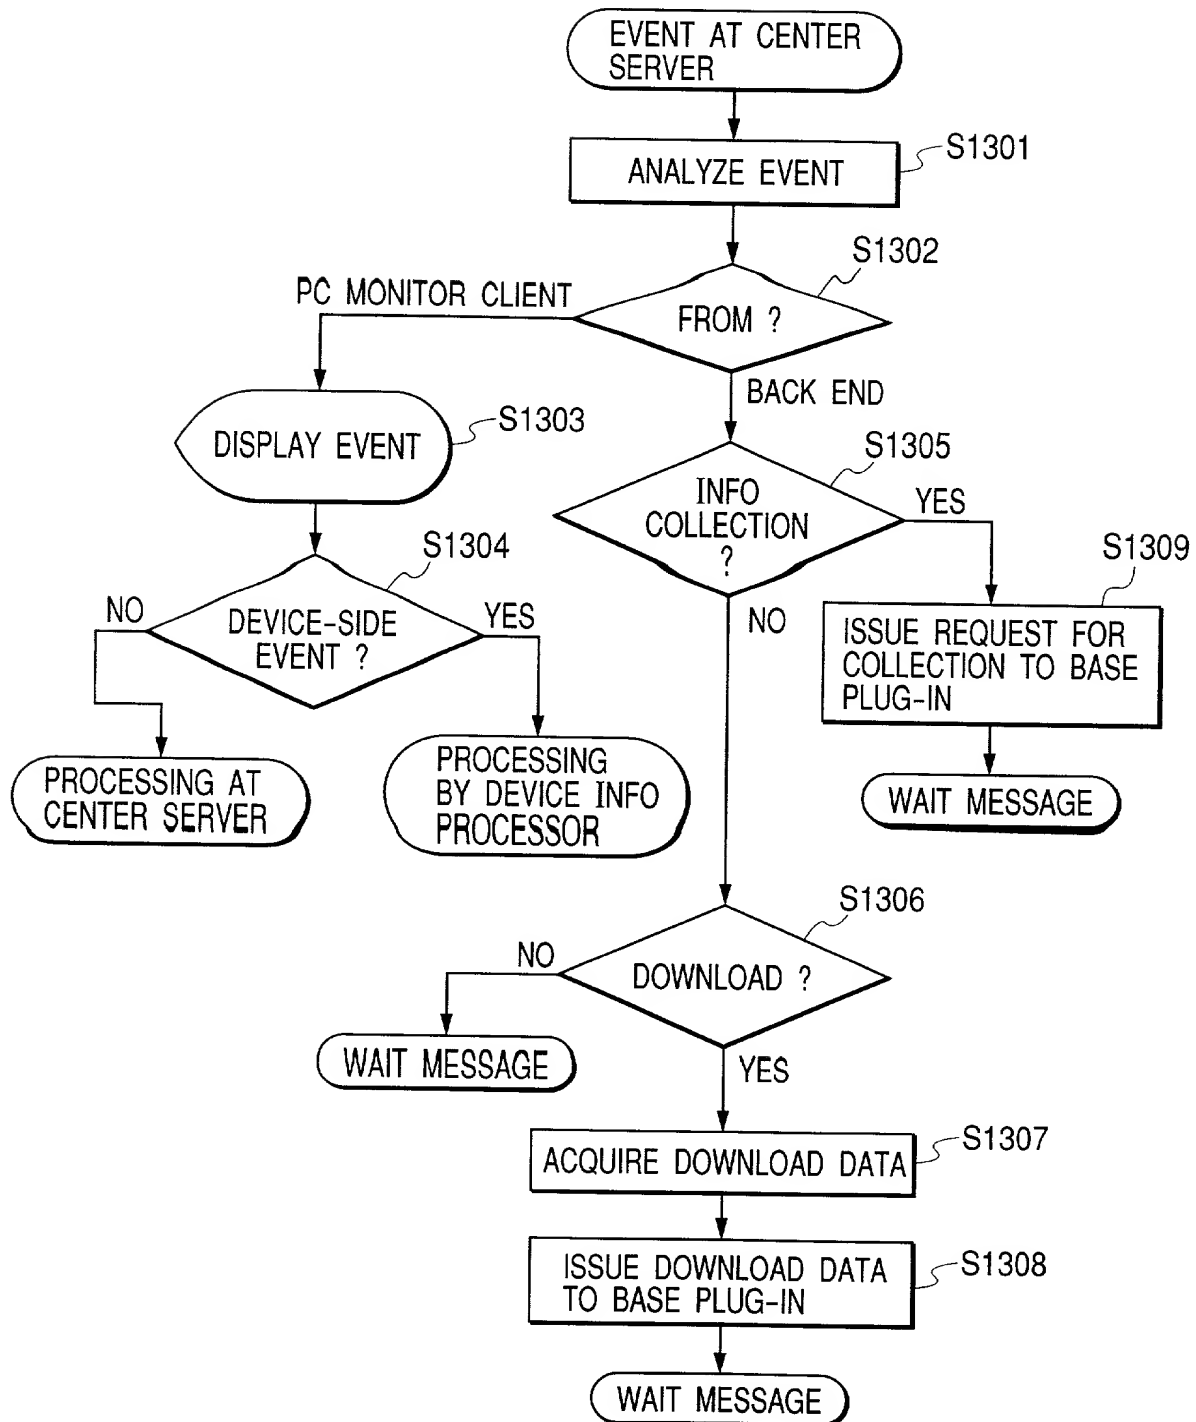 EVENT AT CENTER
SERVER
ANALYZE EVENT
S1301
FROM ?
S1302
PC MONITOR CLIENT
BACK END
DISPLAY EVENT
S1303
INFO
COLLECTION
?
S1305
YES
NO
DEVICE-SIDE
EVENT ?
S1304
NO
YES
ISSUE REQUEST FOR
COLLECTION TO BASE
PLUG-IN
S1309
WAIT MESSAGE
PROCESSING AT
CENTER SERVER
PROCESSING
BY DEVICE INFO
PROCESSOR
DOWNLOAD ?
S1306
NO
YES
WAIT MESSAGE
ACQUIRE DOWNLOAD DATA
S1307
ISSUE DOWNLOAD DATA
TO BASE PLUG-IN
S1308
WAIT MESSAGE